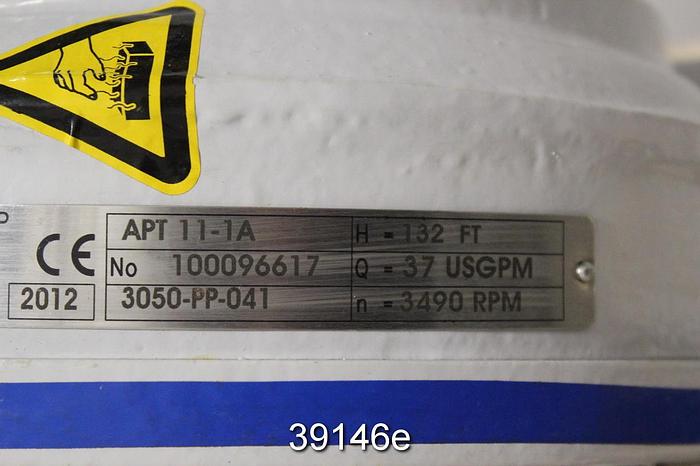 P
CE
2012
APT 11-1A
No 100096617
3050-PP-041
H = 132 FT
Q = 37 USGPM
n = 3490 RPM
39146e